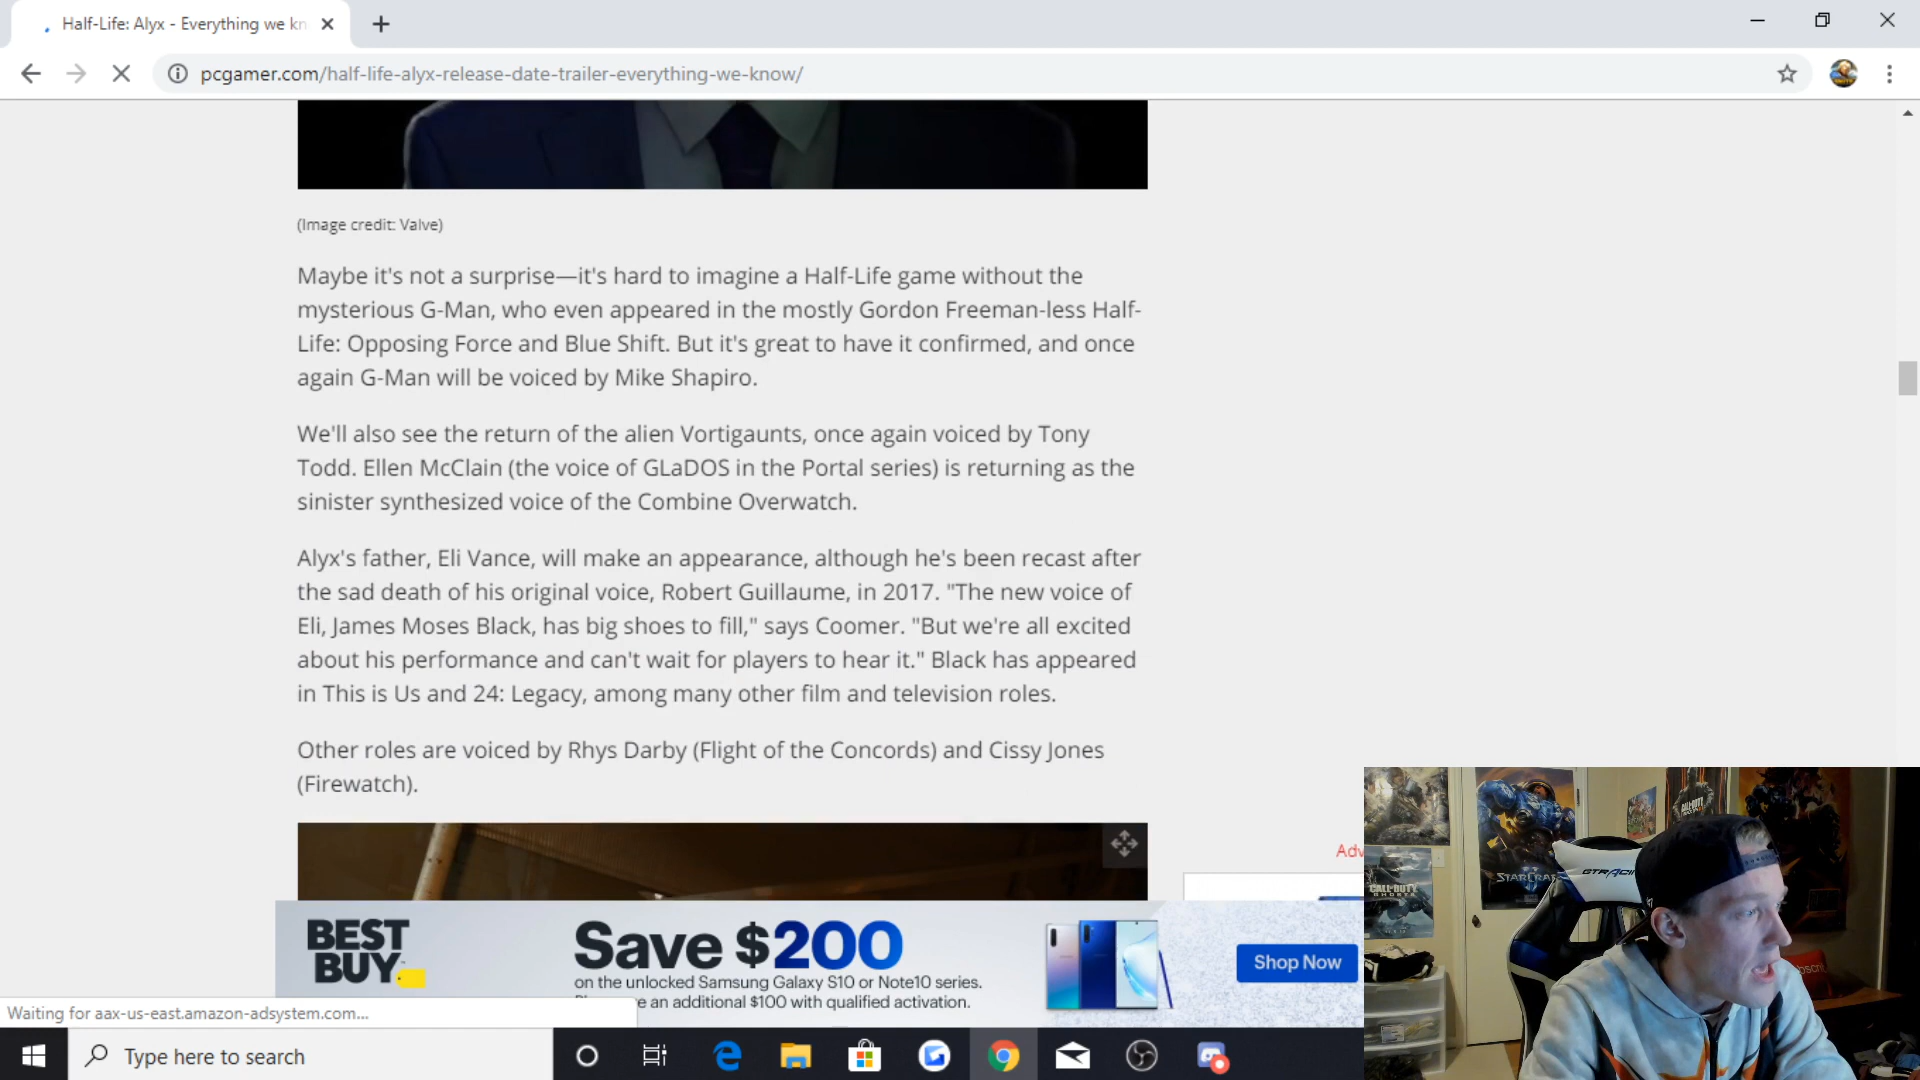 Half-Life: Alyx - Everything we kn
pcgamer.com/half-life-alyx-release-date-trailer-everything-we-know/
(Image credit: Valve)
Maybe it's not a surprise—it's hard to imagine a Half-Life game without the
mysterious G-Man, who even appeared in the mostly Gordon Freeman-less Half-
Life: Opposing Force and Blue Shift. But it's great to have it confirmed, and once
again G-Man will be voiced by Mike Shapiro.
We'll also see the return of the alien Vortigaunts, once again voiced by Tony
Todd. Ellen McClain (the voice of GLaDOS in the Portal series) is returning as the
sinister synthesized voice of the Combine Overwatch.
Alyx's father, Eli Vance, will make an appearance, although he's been recast after
the sad death of his original voice, Robert Guillaume, in 2017. "The new voice of
Eli, James Moses Black, has big shoes to fill," says Coomer. "But we're all excited
about his performance and can't wait for players to hear it." Black has appeared
in This is Us and 24: Legacy, among many other film and television roles.
Other roles are voiced by Rhys Darby (Flight of the Concords) and Cissy Jones
(Firewatch).
Adv
BEST
BUY
Save $200
on the unlocked Samsung Galaxy S10 or Note10 series.
e an additional $100 with qualified activation.
Shop Now
CALL·DUTY
GHOSTS
STARCRAF
CALL·DUTY
GTRACIN
Waiting for aax-us-east.amazon-adsystem.com...
Type here to search